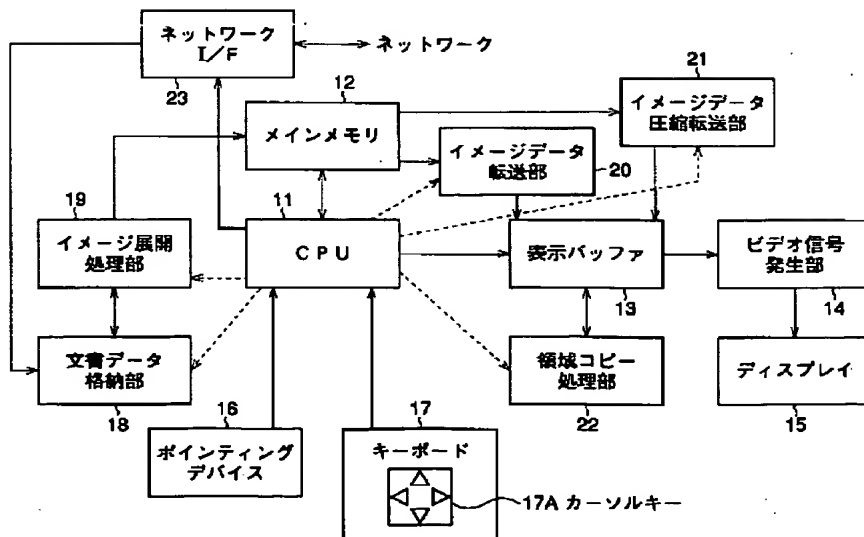 ネットワーク
I/F
23
ネットワーク
12
メインメモリ
21
イメージデータ
圧縮転送部
イメージデータ
転送部
20
19
イメージ展開
処理部
11
CPU
表示バッファ
13
ビデオ信号
発生部
14
文書データ
格納部
18
領域コピー
処理部
22
ディスプレイ
15
16
ポインティング
デバイス
17
キーボード
17A カーソルキー